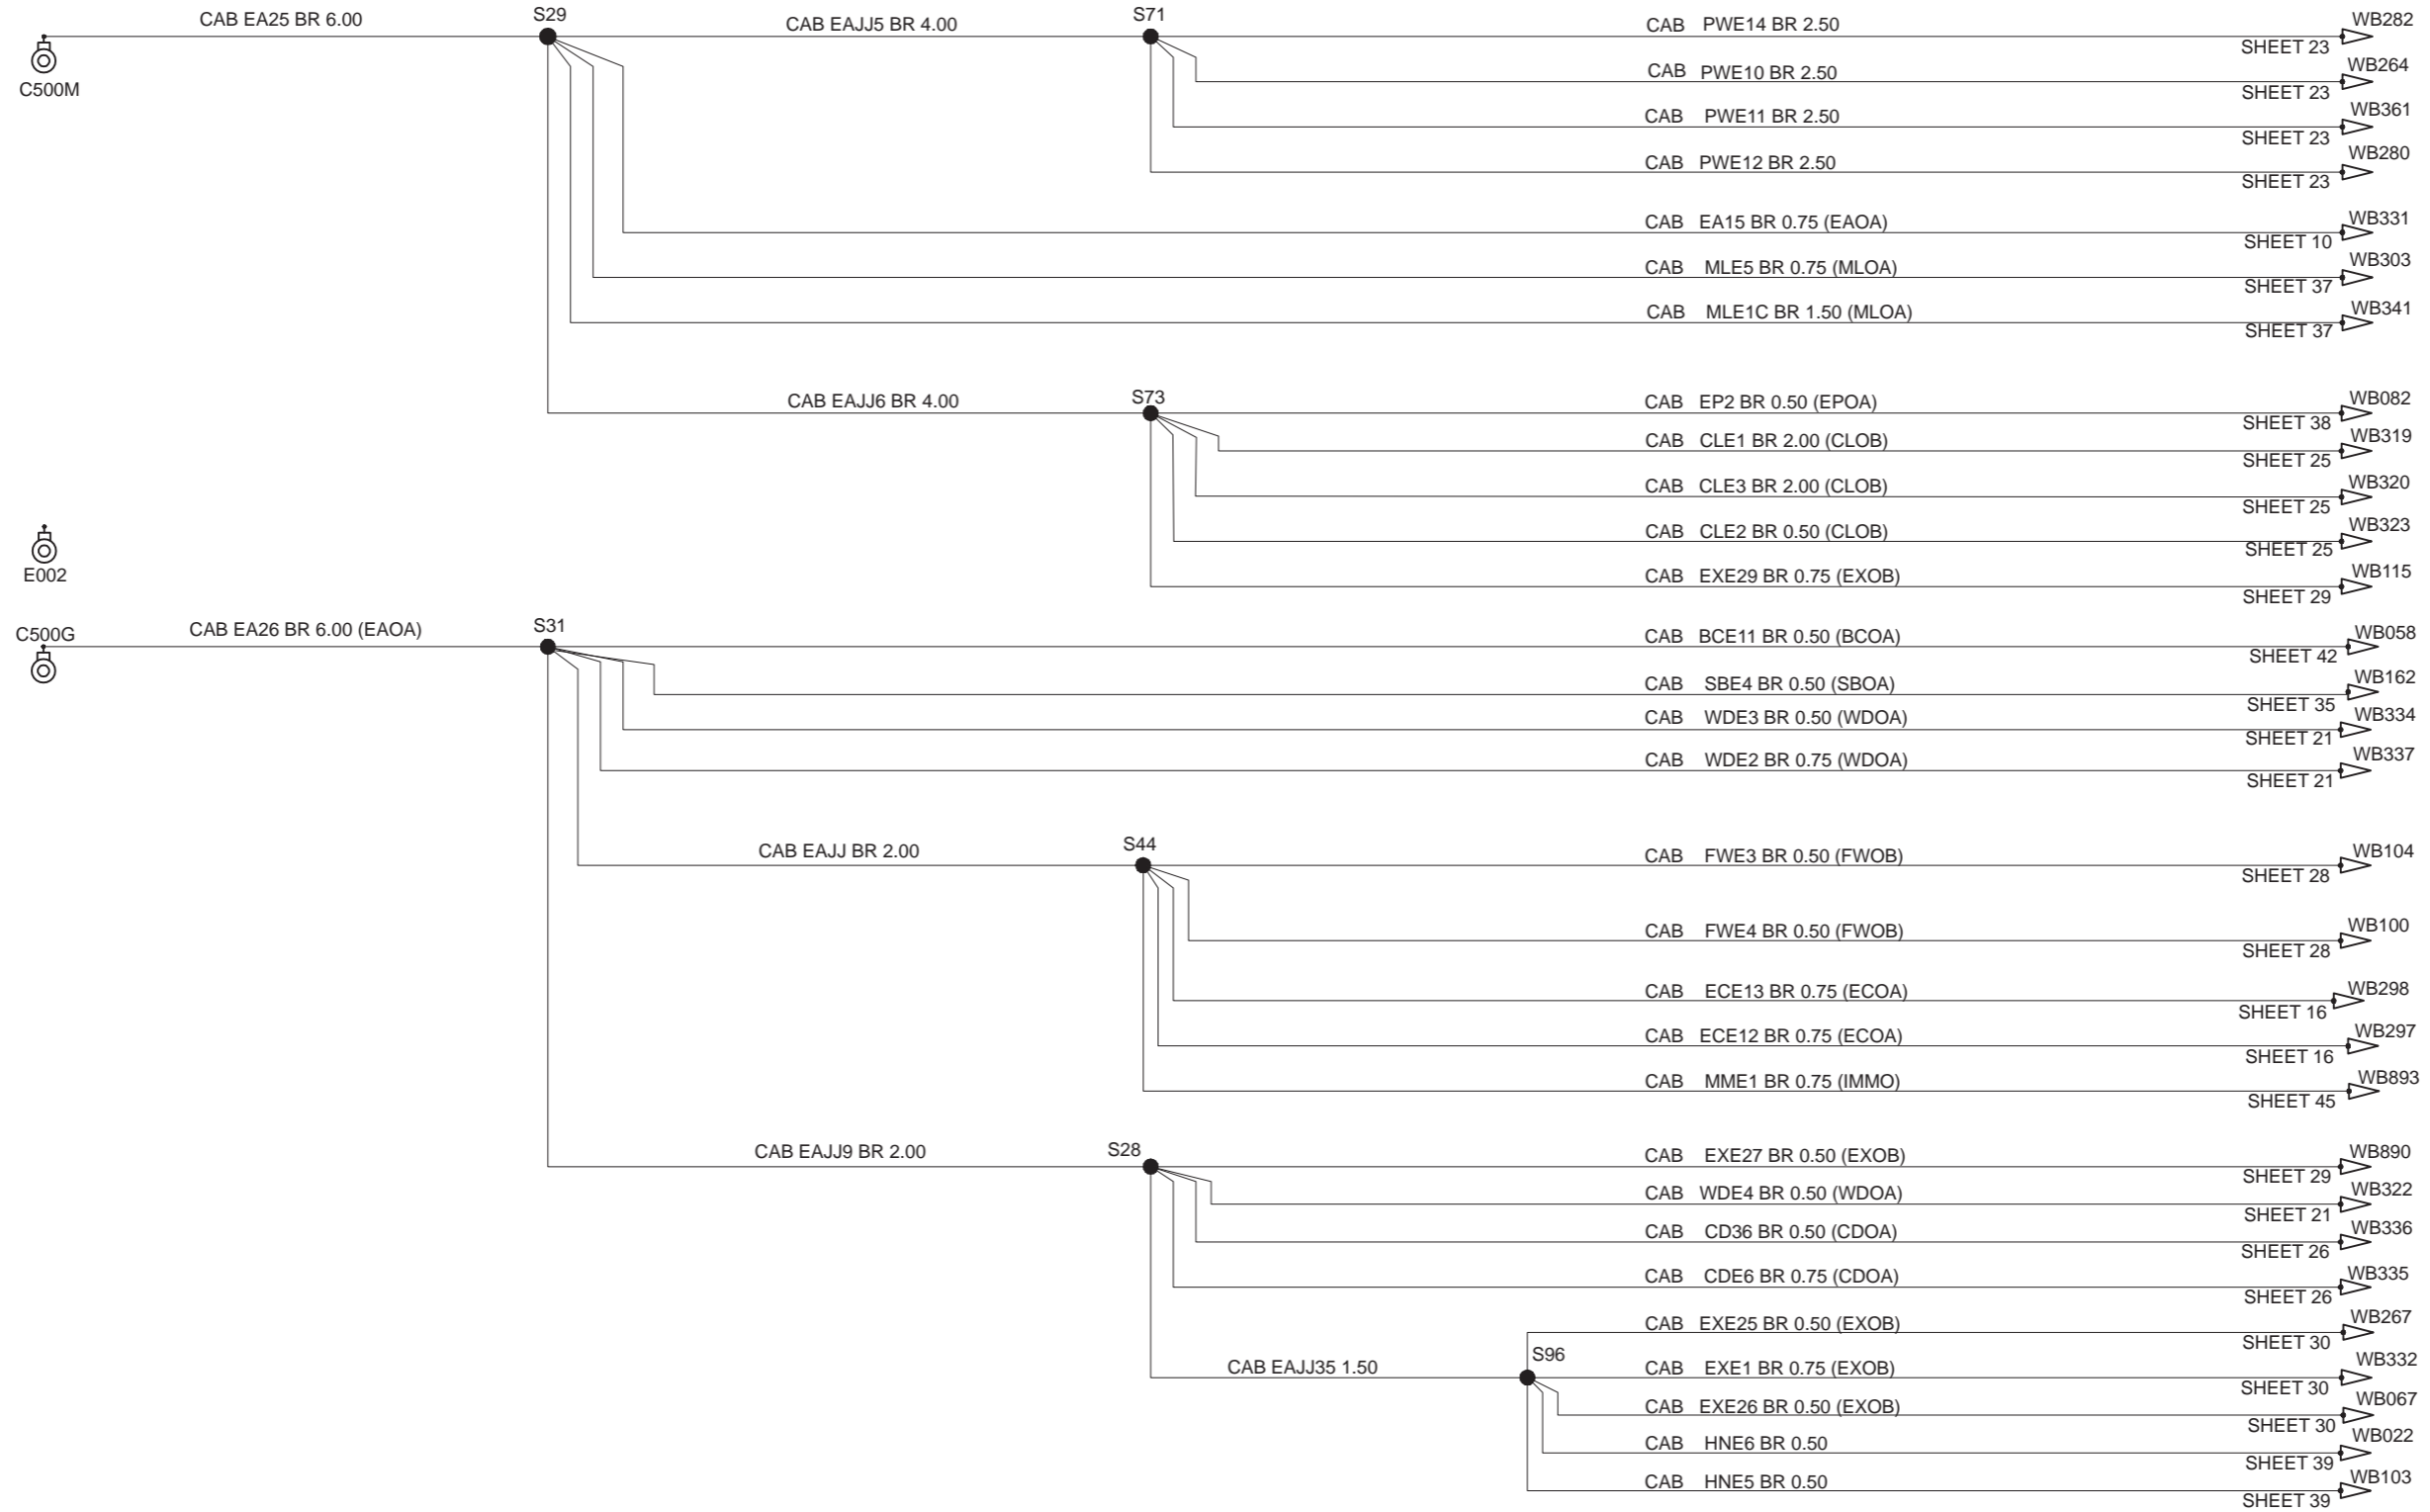 CAB EA25 BR 6.00
S29
CAB EAJJ5 BR 4.00
S71
CAB PWE14 BR 2.50
WB282
SHEET 23
C500M
CAB PWE10 BR 2.50
WB264
SHEET 23
CAB PWE11 BR 2.50
WB361
SHEET 23
CAB PWE12 BR 2.50
WB280
SHEET 23
CAB EA15 BR 0.75 (EAOA)
WB331
SHEET 10
CAB MLE5 BR 0.75 (MLOA)
WB303
SHEET 37
CAB MLE1C BR 1.50 (MLOA)
WB341
SHEET 37
CAB EAJJ6 BR 4.00
S73
CAB EP2 BR 0.50 (EPOA)
WB082
SHEET 38
CAB CLE1 BR 2.00 (CLOB)
WB319
SHEET 25
CAB CLE3 BR 2.00 (CLOB)
WB320
SHEET 25
CAB CLE2 BR 0.50 (CLOB)
WB323
SHEET 25
E002
CAB EXE29 BR 0.75 (EXOB)
WB115
SHEET 29
C500G
CAB EA26 BR 6.00 (EAOA)
S31
CAB BCE11 BR 0.50 (BCOA)
WB058
SHEET 42
CAB SBE4 BR 0.50 (SBOA)
WB162
SHEET 35
CAB WDE3 BR 0.50 (WDOA)
WB334
SHEET 21
CAB WDE2 BR 0.75 (WDOA)
WB337
SHEET 21
CAB EAJJ BR 2.00
S44
CAB FWE3 BR 0.50 (FWOB)
WB104
SHEET 28
CAB FWE4 BR 0.50 (FWOB)
WB100
SHEET 28
CAB ECE13 BR 0.75 (ECOA)
WB298
SHEET 16
CAB ECE12 BR 0.75 (ECOA)
WB297
SHEET 16
CAB MME1 BR 0.75 (IMMO)
WB893
SHEET 45
CAB EAJJ9 BR 2.00
S28
CAB EXE27 BR 0.50 (EXOB)
WB890
SHEET 29
CAB WDE4 BR 0.50 (WDOA)
WB322
SHEET 21
CAB CD36 BR 0.50 (CDOA)
WB336
SHEET 26
CAB CDE6 BR 0.75 (CDOA)
WB335
SHEET 26
CAB EXE25 BR 0.50 (EXOB)
WB267
SHEET 30
CAB EAJJ35 1.50
S96
CAB EXE1 BR 0.75 (EXOB)
WB332
SHEET 30
CAB EXE26 BR 0.50 (EXOB)
WB067
SHEET 30
CAB HNE6 BR 0.50
WB022
SHEET 39
CAB HNE5 BR 0.50
WB103
SHEET 39